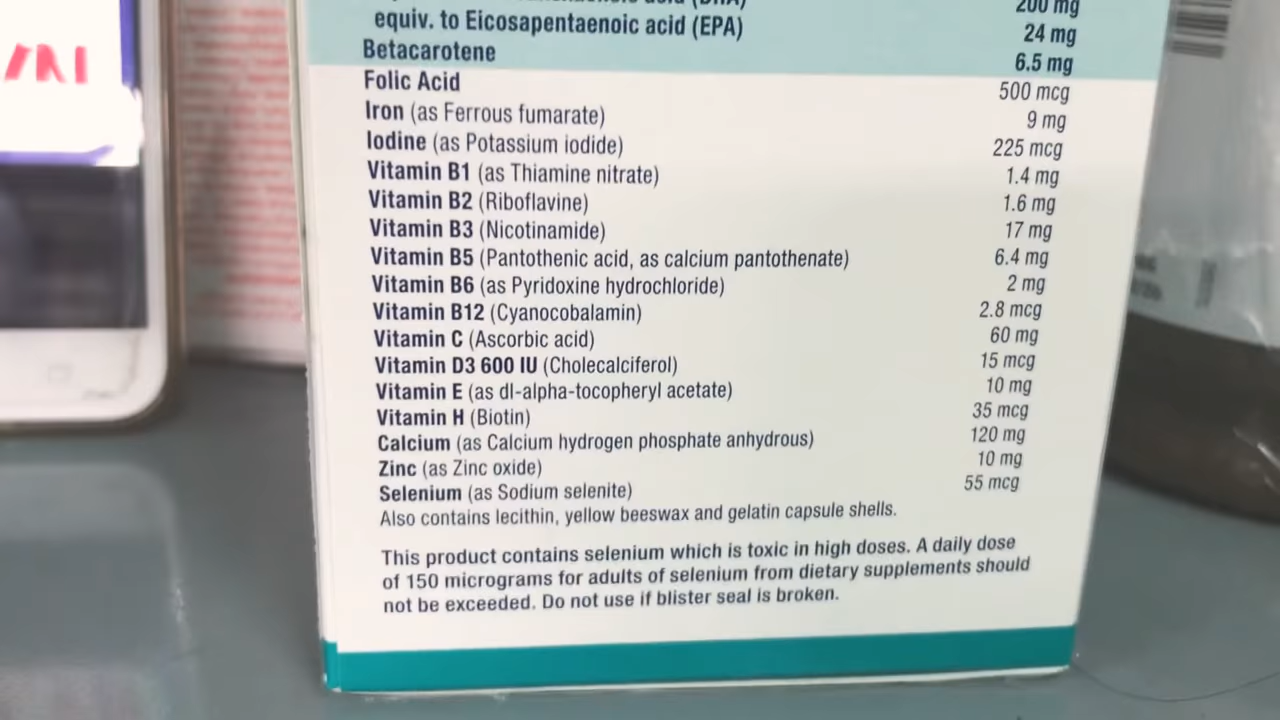 200 mg
equiv. to Eicosapentaenoic acid (EPA) 24 mg
Betacarotene 6.5 mg
Folic Acid 500 mcg
Iron (as Ferrous fumarate) 9 mg
Iodine (as Potassium iodide) 225 mcg
Vitamin B1 (as Thiamine nitrate) 1.4 mg
Vitamin B2 (Riboflavine) 1.6 mg
Vitamin B3 (Nicotinamide) 17 mg
Vitamin B5 (Pantothenic acid, as calcium pantothenate) 6.4 mg
Vitamin B6 (as Pyridoxine hydrochloride) 2 mg
Vitamin B12 (Cyanocobalamin) 2.8 mcg
Vitamin C (Ascorbic acid) 60 mg
Vitamin D3 600 IU (Cholecalciferol) 15 mcg
Vitamin E (as dl-alpha-tocopheryl acetate) 10 mg
Vitamin H (Biotin) 35 mcg
Calcium (as Calcium hydrogen phosphate anhydrous) 120 mg
Zinc (as Zinc oxide) 10 mg
Selenium (as Sodium selenite) 55 mcg
Also contains lecithin, yellow beeswax and gelatin capsule shells.
This product contains selenium which is toxic in high doses. A daily dose
of 150 micrograms for adults of selenium from dietary supplements should
not be exceeded. Do not use if blister seal is broken.